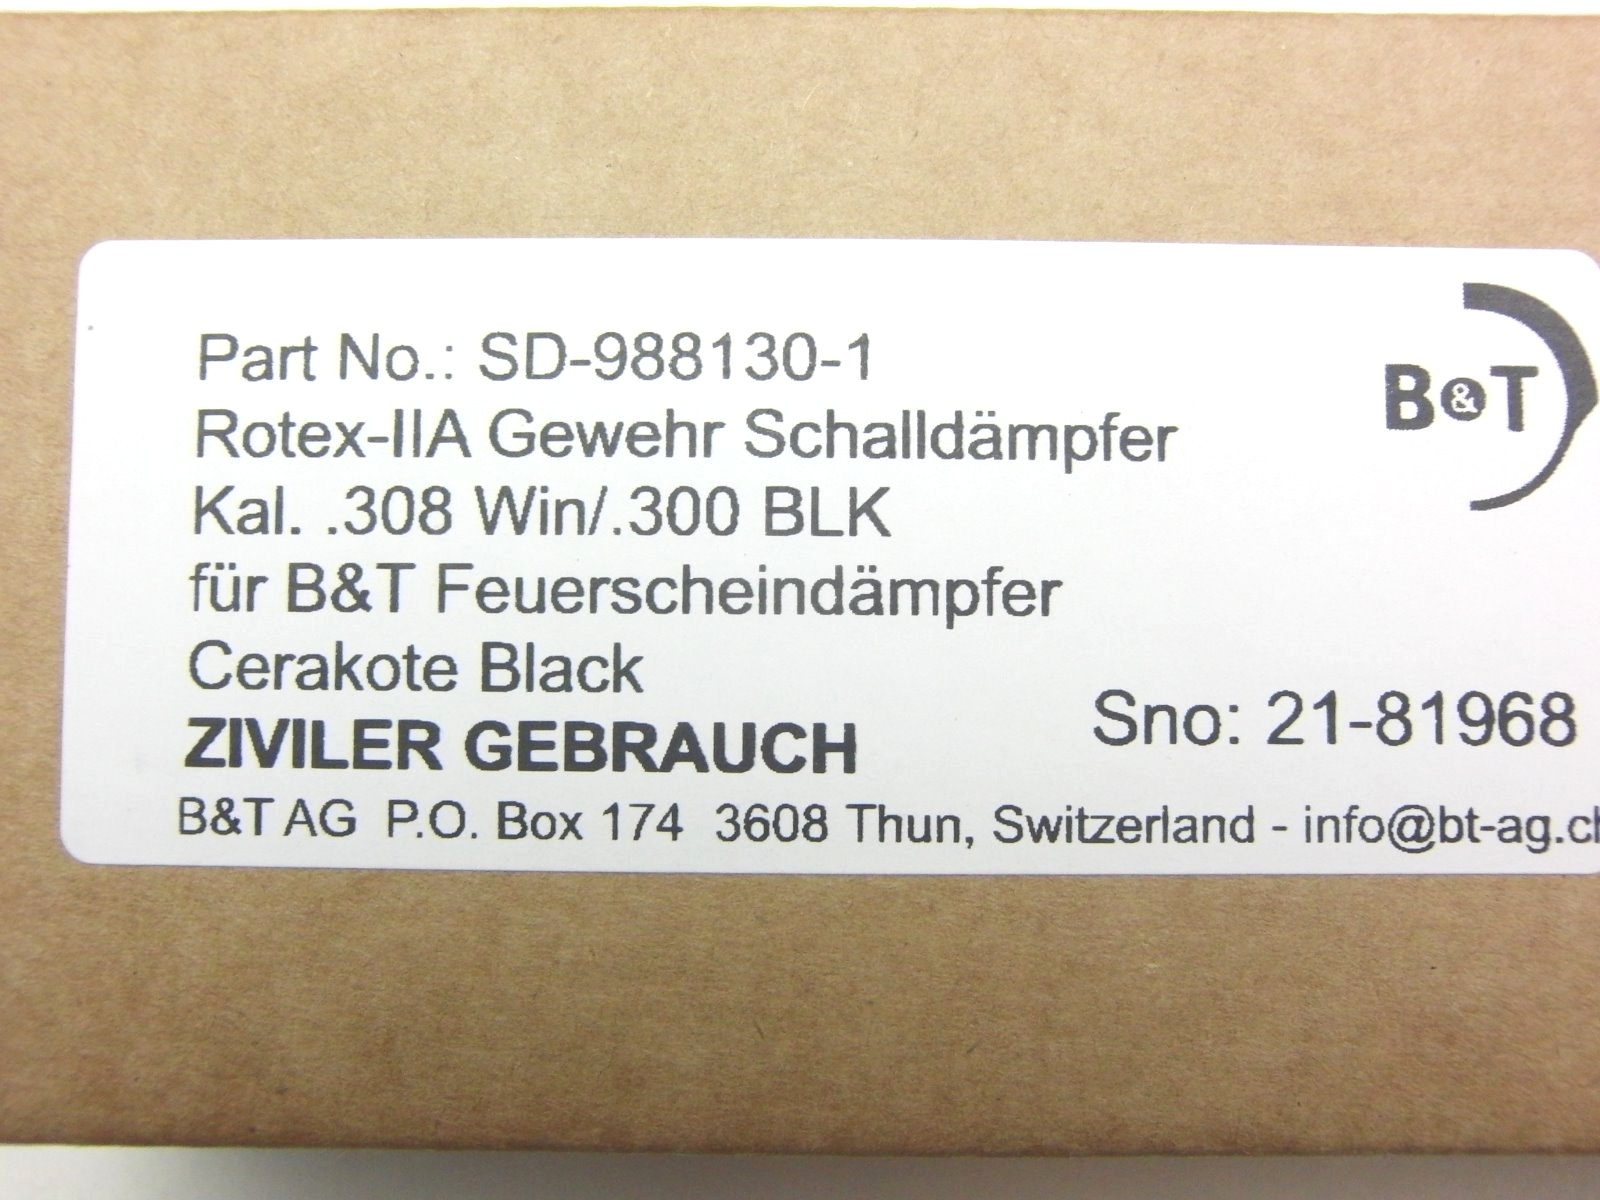 B&T
Part No.: SD-988130-1
Rotex-IIA Gewehr Schalldämpfer
Kal. .308 Win/.300 BLK
für B&T Feuerscheindämpfer
Cerakote Black
ZIVILER GEBRAUCH
Sno: 21-81968
B&T AG P.O. Box 174 3608 Thun, Switzerland - info@bt-ag.ch